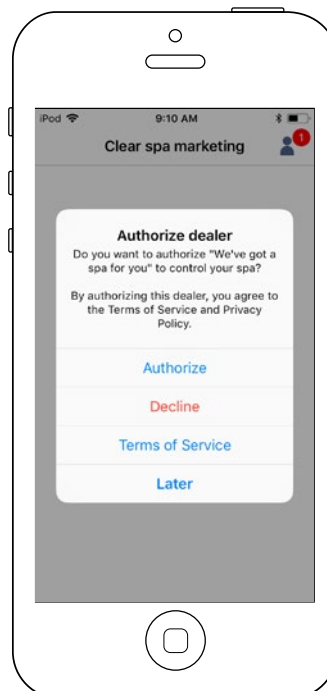 iPod 9:10 AM
Clear spa marketing
1
Authorize dealer
Do you want to authorize "We've got a
spa for you" to control your spa?
By authorizing this dealer, you agree to
the Terms of Service and Privacy
Policy.
Authorize
Decline
Terms of Service
Later